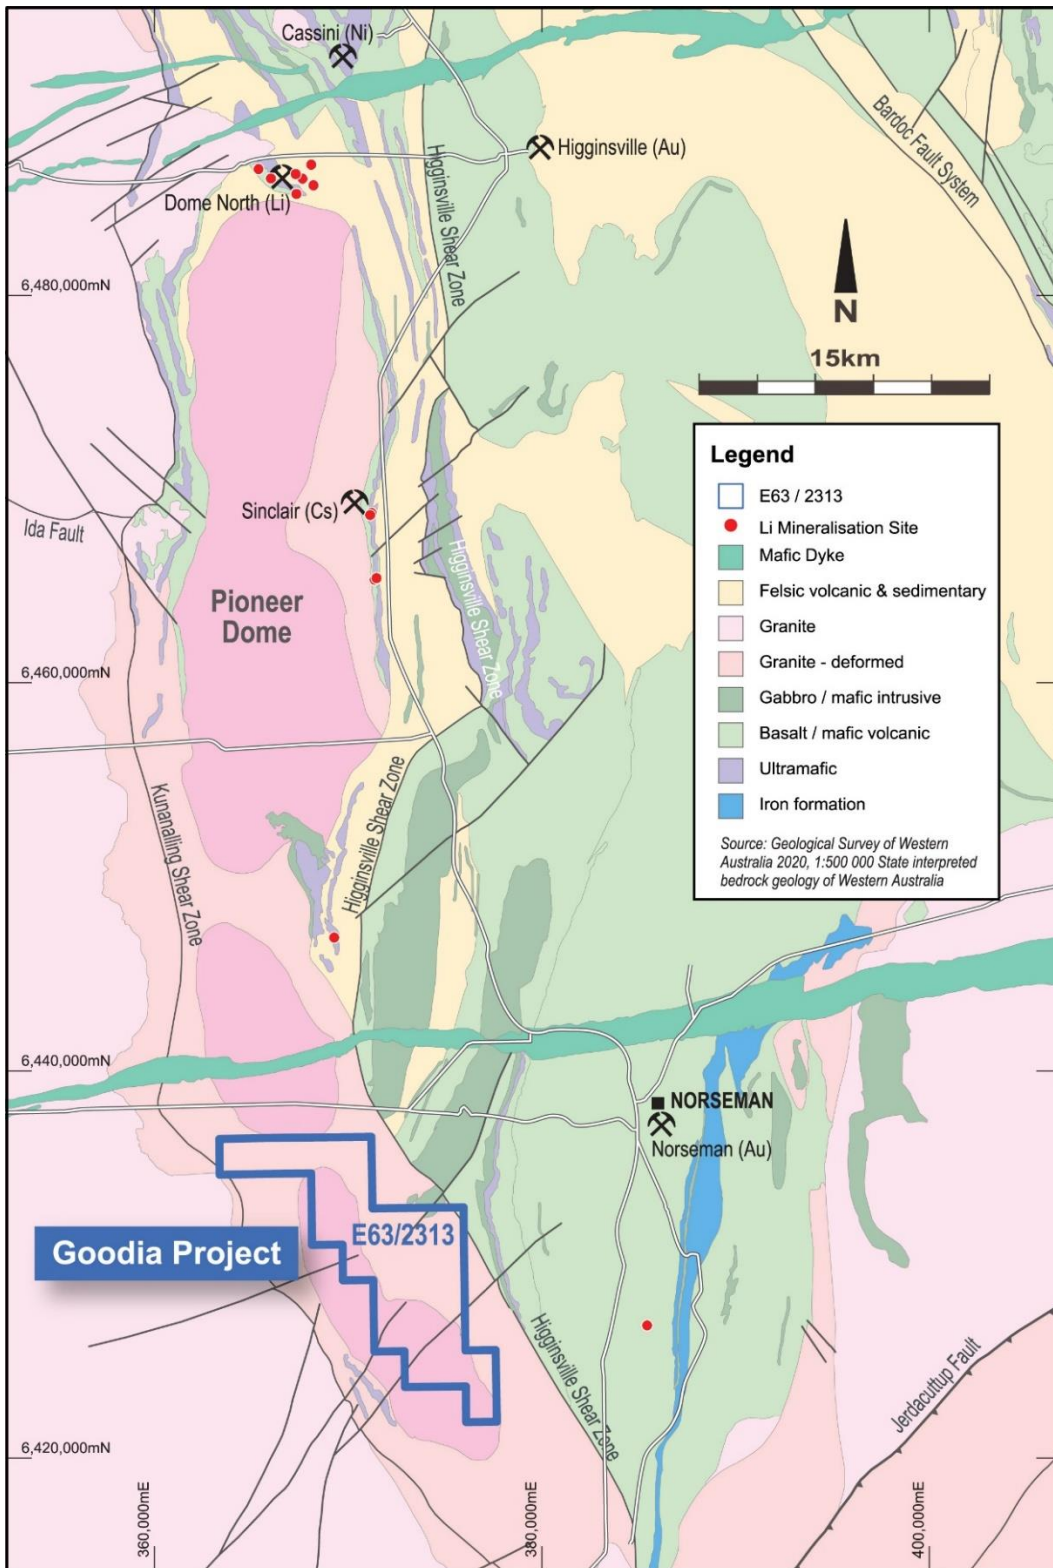 Cassini (Ni)
Higginsville (Au)
Bardoc Fault System
Higginsville Shear Zone
Dome North (Li)
6,480,000mN
N
15km
Legend
E63 / 2313
Li Mineralisation Site
Mafic Dyke
Felsic volcanic & sedimentary
Granite
Granite - deformed
Gabbro / mafic intrusive
Basalt / mafic volcanic
Ultramafic
Iron formation
Source: Geological Survey of Western
Australia 2020, 1:500 000 State interpreted
bedrock geology of Western Australia
Sinclair (Cs)
Ida Fault
Higginsville Shear Zone
Pioneer
Dome
6,460,000mN
Kunanalling Shear Zone
Higginsville Shear Zone
6,440,000mN
NORSEMAN
Norseman (Au)
E63/2313
Goodia Project
Higginsville Shear Zone
Jerdacuttup Fault
6,420,000mN
360,000mE
380,000mE
400,000mE